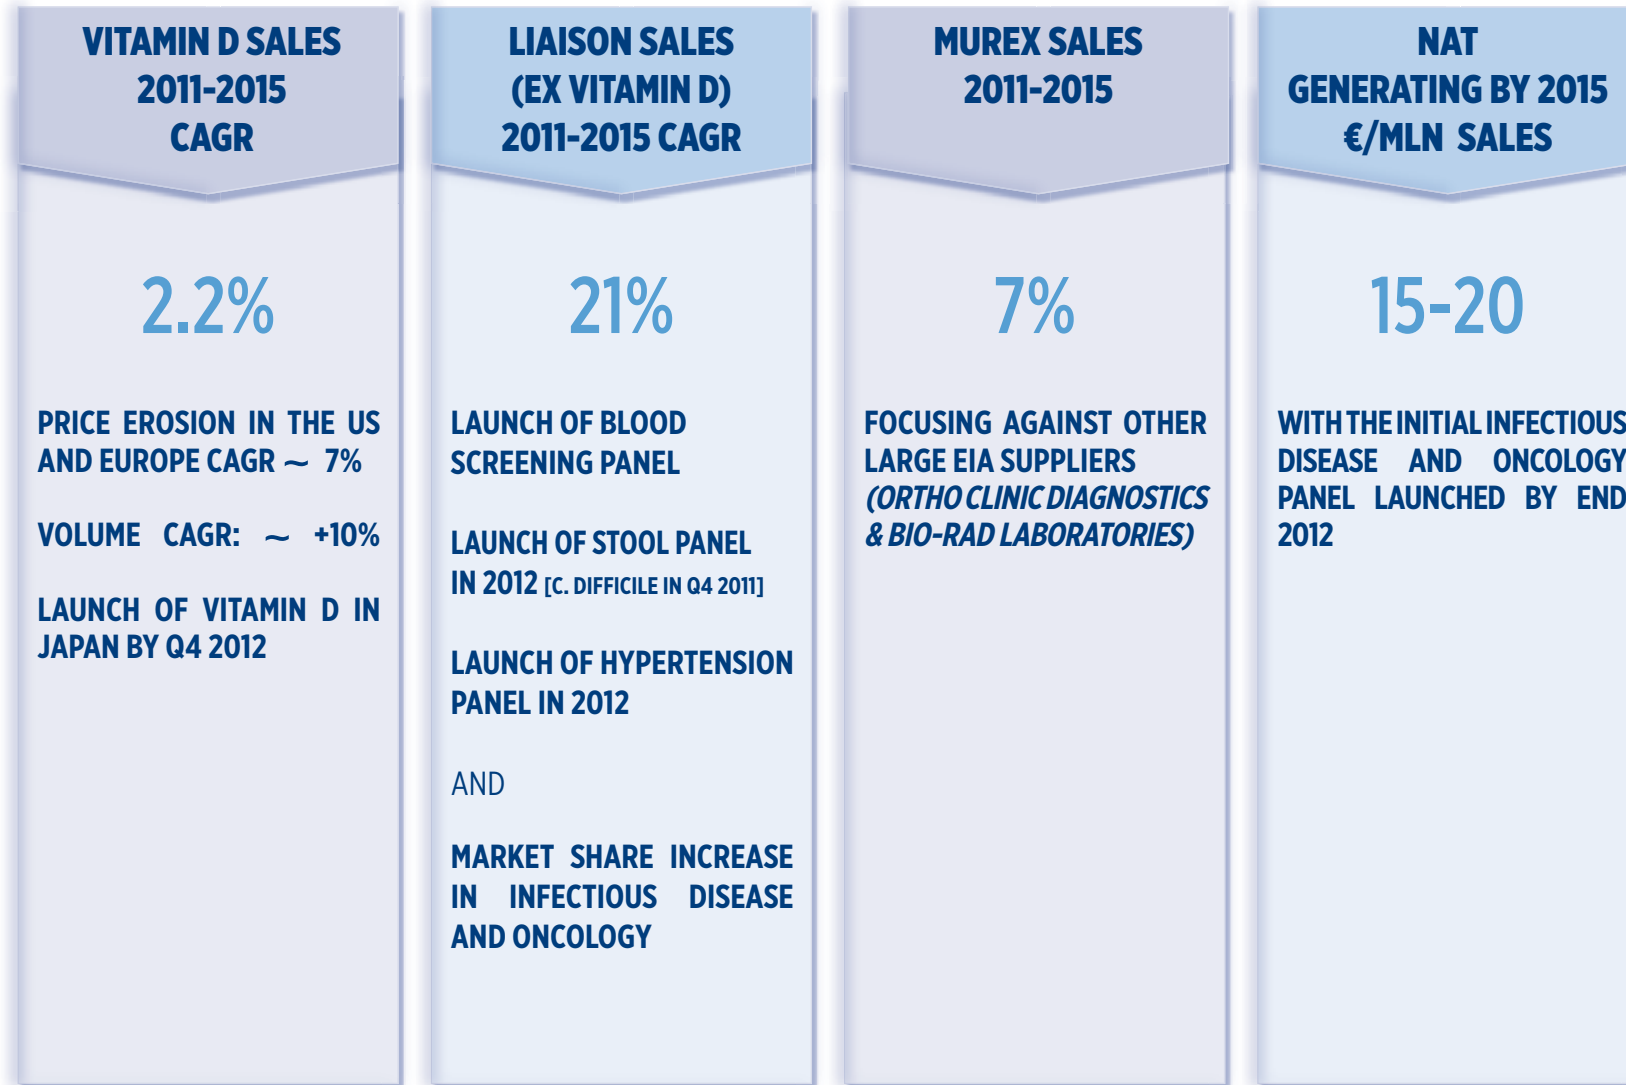 VITAMIN D SALES
2011-2015
CAGR
2.2%
PRICE EROSION IN THE US
AND EUROPE CAGR ~ 7%
VOLUME CAGR: ~ +10%
LAUNCH OF VITAMIN D IN
JAPAN BY Q4 2012
LIAISON SALES
(EX VITAMIN D)
2011-2015 CAGR
21%
LAUNCH OF BLOOD
SCREENING PANEL
LAUNCH OF STOOL PANEL
IN 2012 [C. DIFFICILE IN Q4 2011]
LAUNCH OF HYPERTENSION
PANEL IN 2012
AND
MARKET SHARE INCREASE
IN INFECTIOUS DISEASE
AND ONCOLOGY
MUREX SALES
2011-2015
7%
FOCUSING AGAINST OTHER
LARGE EIA SUPPLIERS
(ORTHO CLINIC DIAGNOSTICS
& BIO-RAD LABORATORIES)
NAT
GENERATING BY 2015
€/MLN SALES
15-20
WITH THE INITIAL INFECTIOUS
DISEASE AND ONCOLOGY
PANEL LAUNCHED BY END
2012